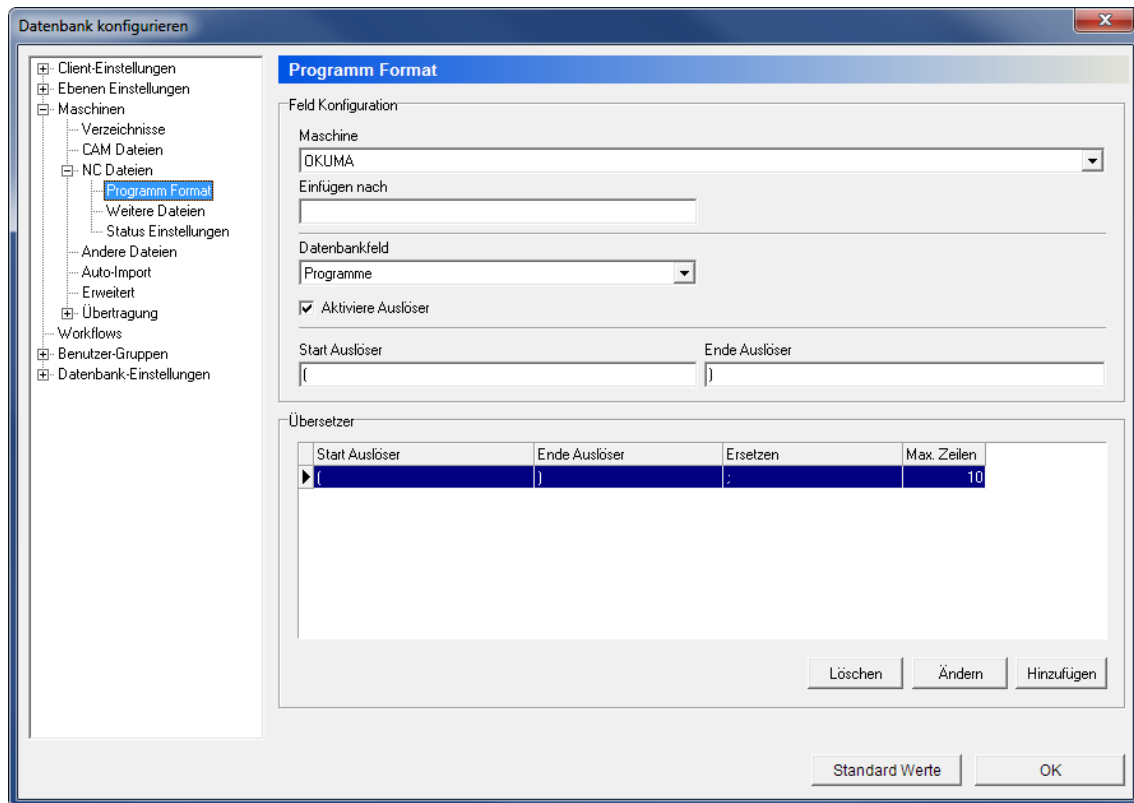 Datenbank konfigurieren
Client-Einstellungen
Ebenen Einstellungen
Maschinen
Verzeichnisse
CAM Dateien
NC Dateien
Programm Format
Weitere Dateien
Status Einstellungen
Andere Dateien
Auto-Import
Erweitert
Übertragung
Workflows
Benutzer-Gruppen
Datenbank-Einstellungen
Programm Format
Feld Konfiguration
Maschine
OKUMA
Einfügen nach
Datenbankfeld
Programme
Aktiviere Auslöser
Start Auslöser Ende Auslöser
( )
Übersetzer
Start Auslöser Ende Auslöser Ersetzen Max. Zeilen
( ) ; 10
Löschen Ändern Hinzufügen
Standard Werte OK